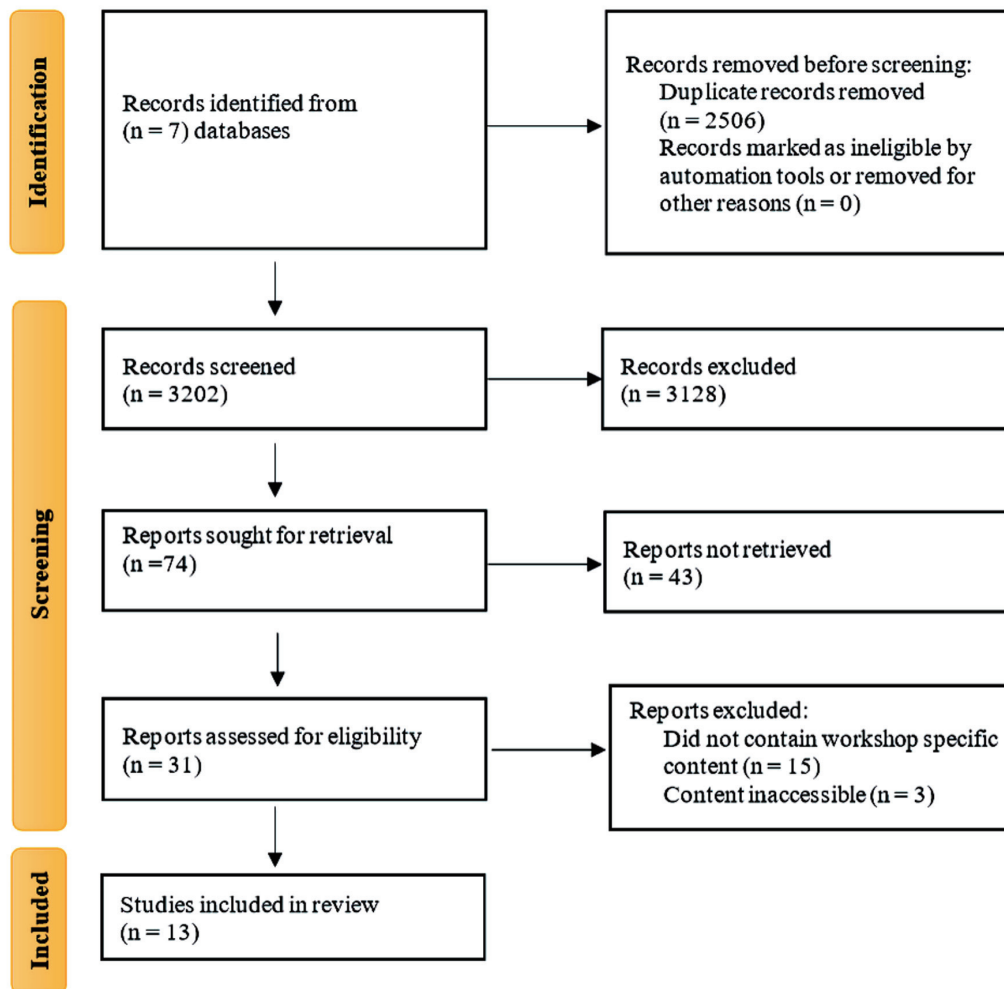 Identification
Records identified from
(n = 7) databases
Records removed before screening:
Duplicate records removed
(n = 2506)
Records marked as ineligible by
automation tools or removed for
other reasons (n = 0)
Screening
Records screened
(n = 3202)
Records excluded
(n = 3128)
Reports sought for retrieval
(n =74)
Reports not retrieved
(n = 43)
Reports assessed for eligibility
(n = 31)
Reports excluded:
Did not contain workshop specific
content (n = 15)
Content inaccessible (n = 3)
Included
Studies included in review
(n = 13)